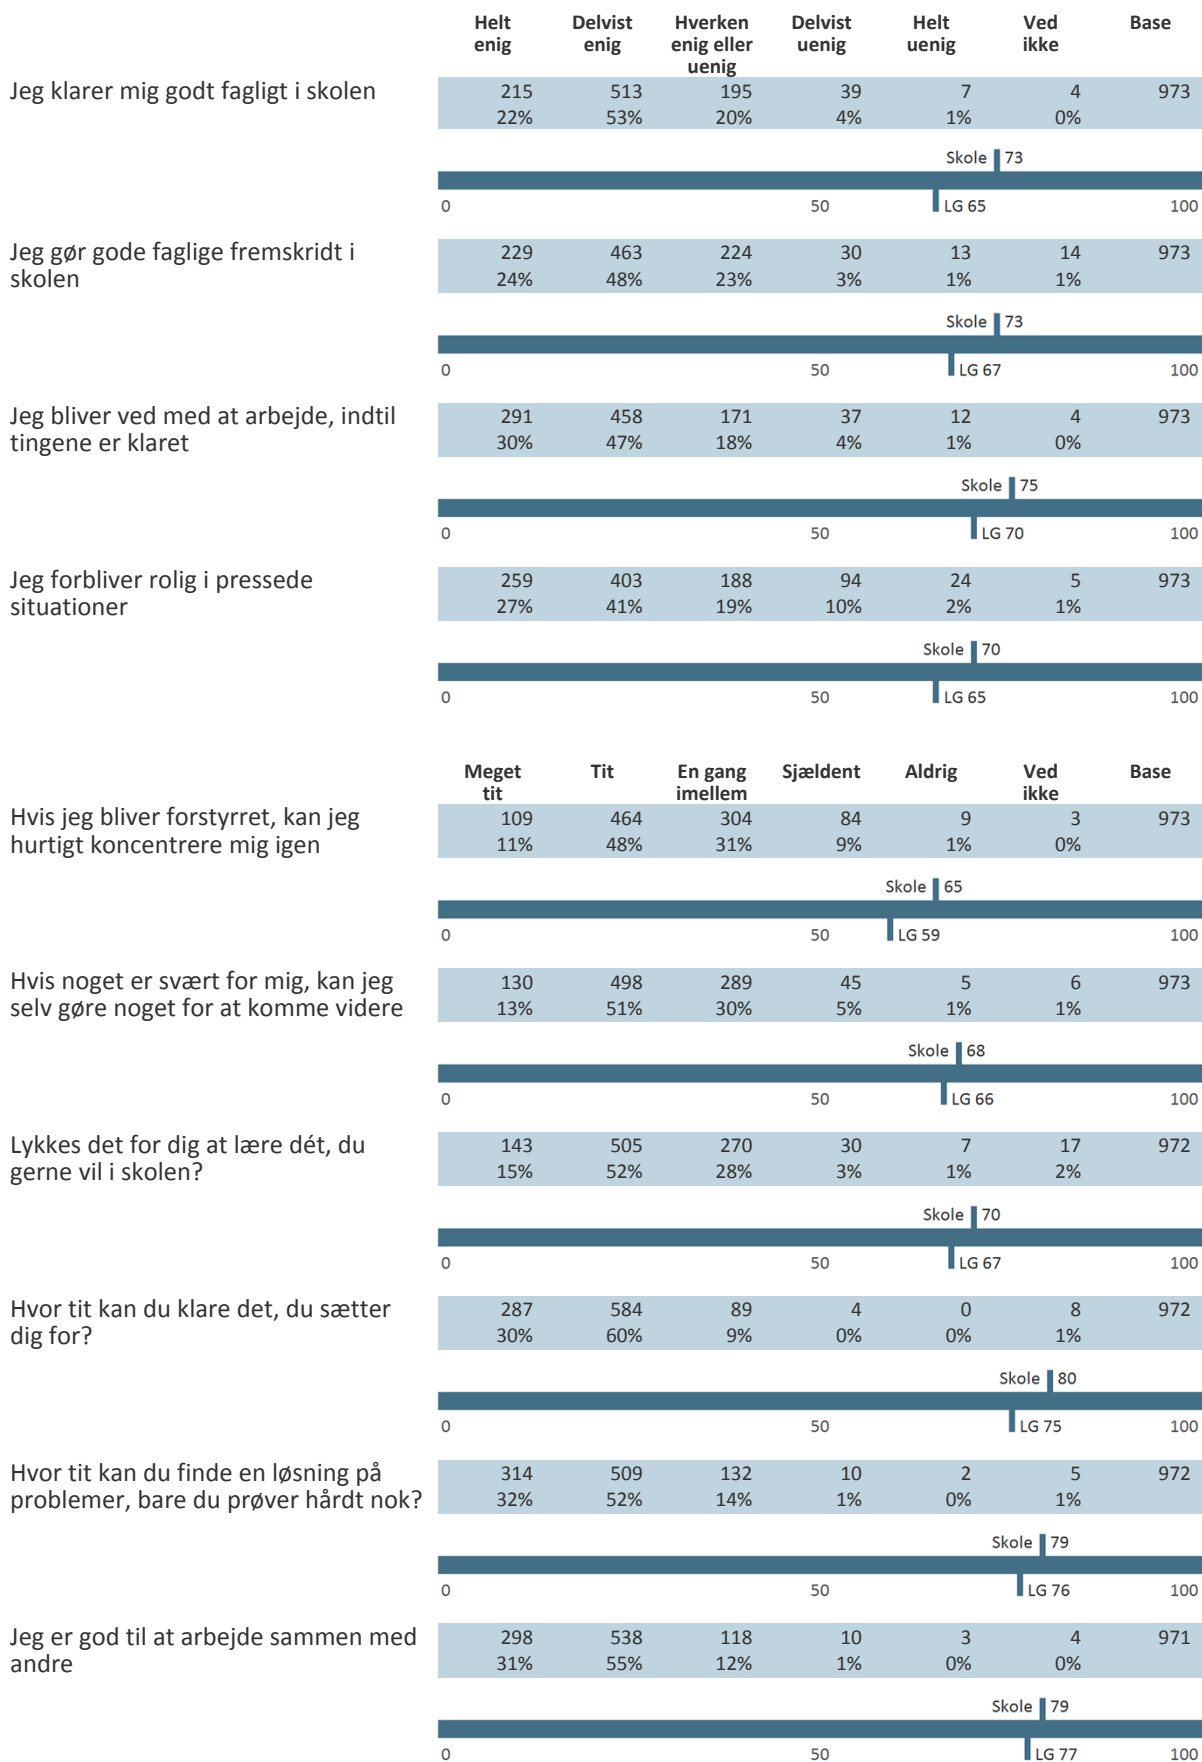 Helt enig Delvist enig Hverken enig eller uenig Delvist uenig Helt uenig Ved ikke Base
Jeg klarer mig godt fagligt i skolen 215 513 195 39 7 4 973
22% 53% 20% 4% 1% 0%
Skole 73
0 50 LG 65 100
Jeg gør gode faglige fremskridt i 229 463 224 30 13 14 973
skolen 24% 48% 23% 3% 1% 1%
Skole 73
0 50 LG 67 100
Jeg bliver ved med at arbejde, indtil 291 458 171 37 12 4 973
tingene er klaret 30% 47% 18% 4% 1% 0%
Skole 75
0 50 LG 70 100
Jeg forbliver rolig i pressede 259 403 188 94 24 5 973
situationer 27% 41% 19% 10% 2% 1%
Skole 70
0 50 LG 65 100
Meget tit Tit En gang imellem Sjældent Aldrig Ved ikke Base
Hvis jeg bliver forstyrret, kan jeg 109 464 304 84 9 3 973
hurtigt koncentrere mig igen 11% 48% 31% 9% 1% 0%
Skole 65
0 50 LG 59 100
Hvis noget er svært for mig, kan jeg 130 498 289 45 5 6 973
selv gøre noget for at komme videre 13% 51% 30% 5% 1% 1%
Skole 68
0 50 LG 66 100
Lykkes det for dig at lære dét, du 143 505 270 30 7 17 972
gerne vil i skolen? 15% 52% 28% 3% 1% 2%
Skole 70
0 50 LG 67 100
Hvor tit kan du klare det, du sætter 287 584 89 4 0 8 972
dig for? 30% 60% 9% 0% 0% 1%
Skole 80
0 50 LG 75 100
Hvor tit kan du finde en løsning på 314 509 132 10 2 5 972
problemer, bare du prøver hårdt nok? 32% 52% 14% 1% 0% 1%
Skole 79
0 50 LG 76 100
Jeg er god til at arbejde sammen med 298 538 118 10 3 4 971
andre 31% 55% 12% 1% 0% 0%
Skole 79
0 50 LG 77 100